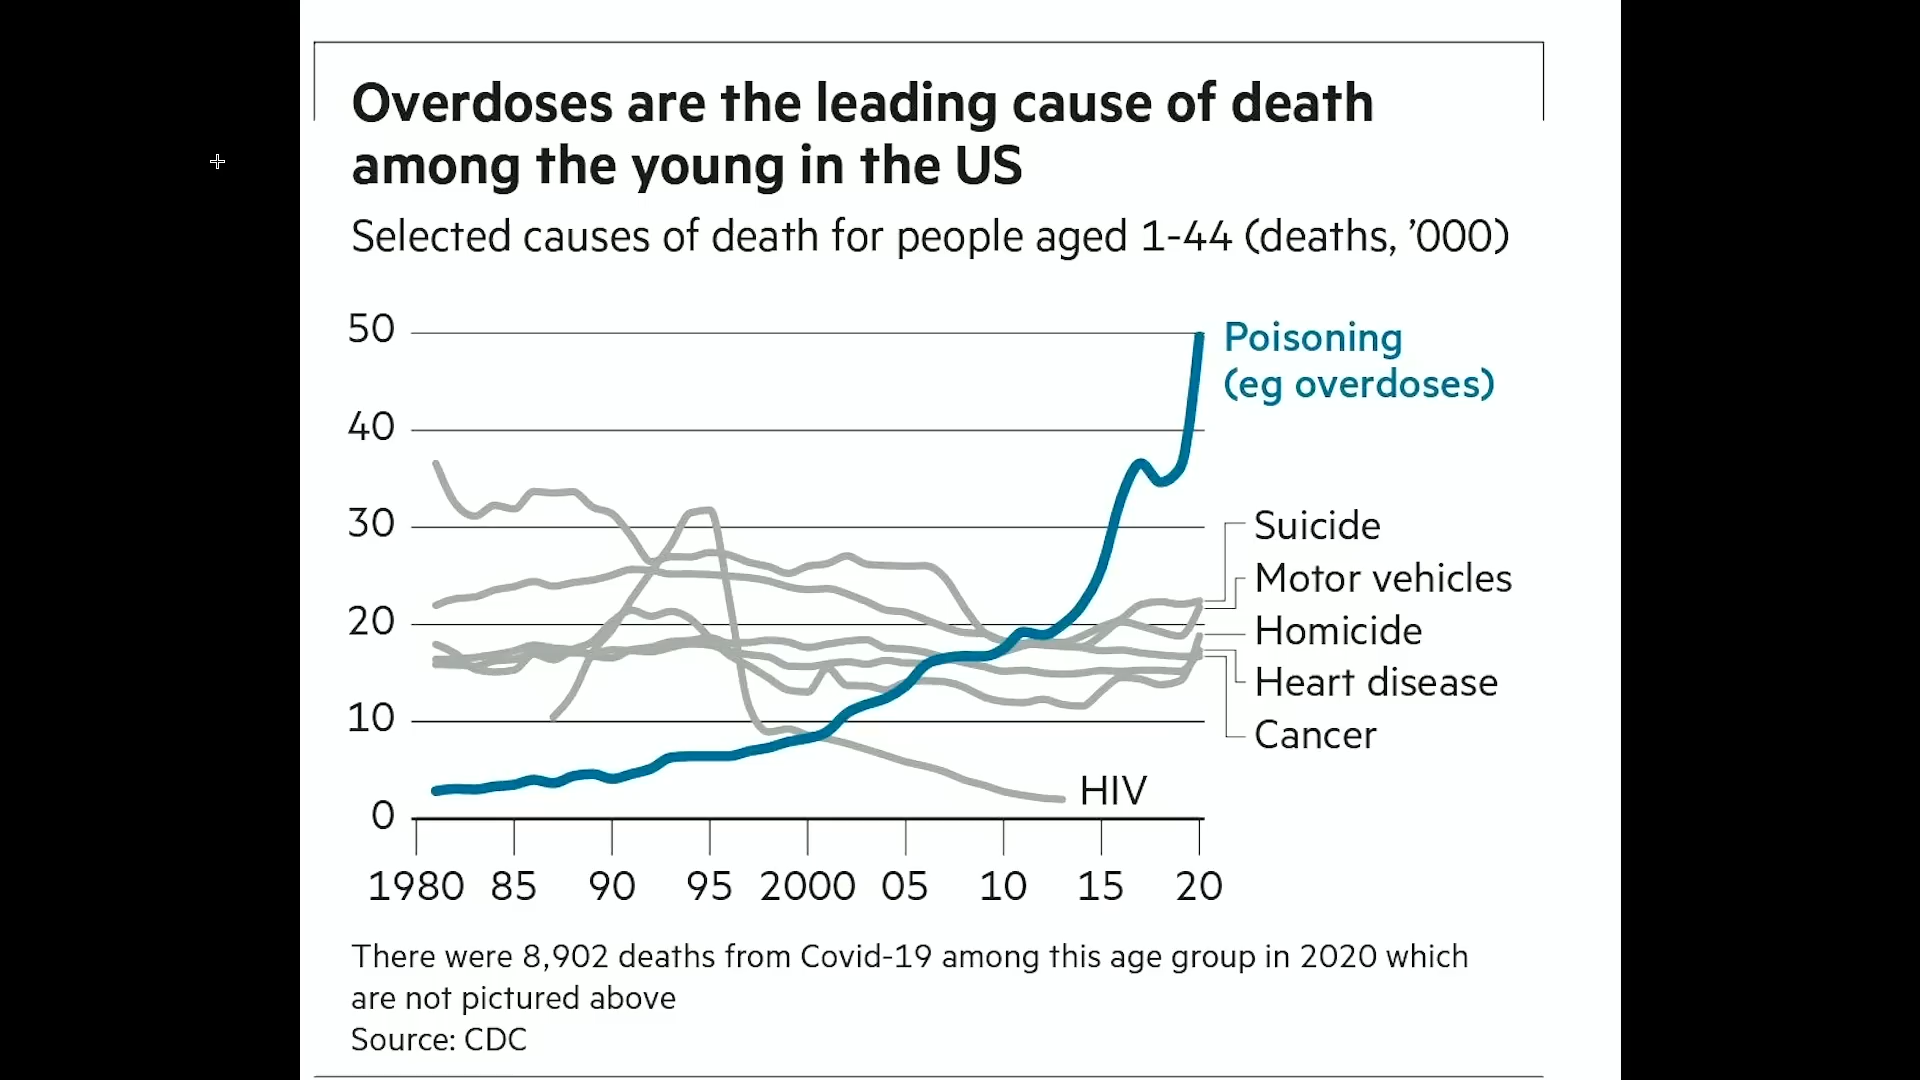 Overdoses are the leading cause of death
among the young in the US
Selected causes of death for people aged 1-44 (deaths, ’000)
50
Poisoning
(eg overdoses)
40
30
Suicide
Motor vehicles
20
Homicide
Heart disease
10
Cancer
HIV
0
1980 85 90 95 2000 05 10 15 20
There were 8,902 deaths from Covid-19 among this age group in 2020 which
are not pictured above
Source: CDC